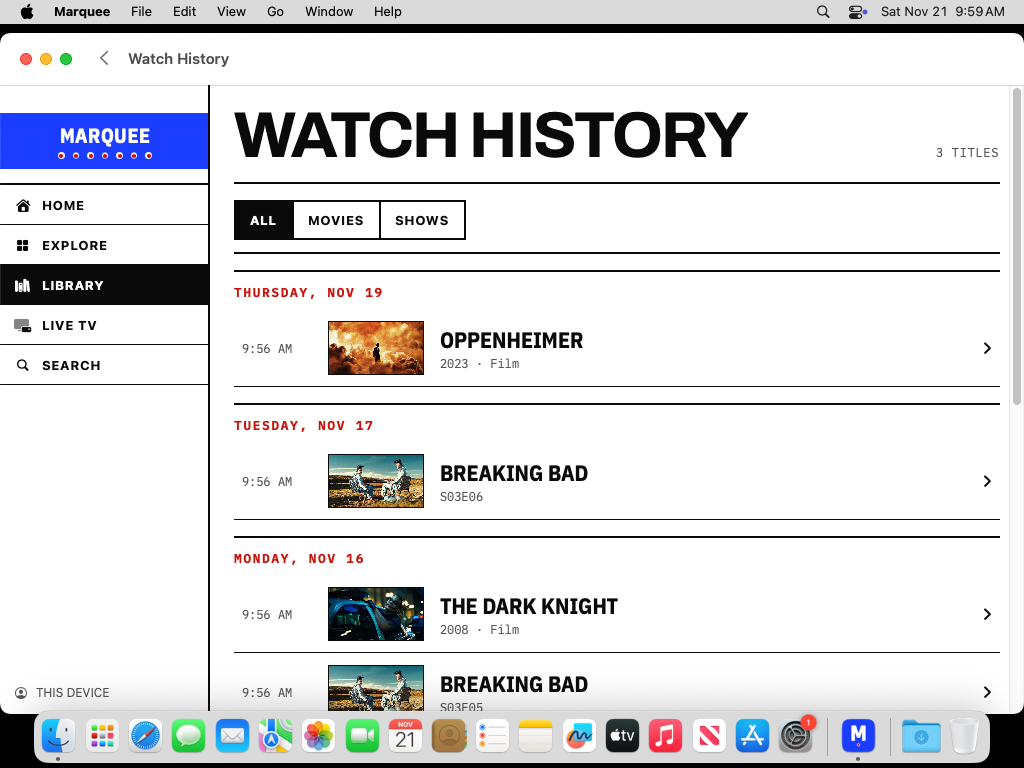 Marquee File Edit View Go Window Help Sat Nov 21 9:59 AM
Watch History
MARQUEE
HOME
EXPLORE
LIBRARY
LIVE TV
SEARCH
THIS DEVICE
WATCH HISTORY
3 TITLES
ALL MOVIES SHOWS
THURSDAY, NOV 19
9:56 AM
OPPENHEIMER
2023 · Film
TUESDAY, NOV 17
9:56 AM
BREAKING BAD
S03E06
MONDAY, NOV 16
9:56 AM
THE DARK KNIGHT
2008 · Film
9:56 AM
BREAKING BAD
S03E05
NOV
21
tv
1
M